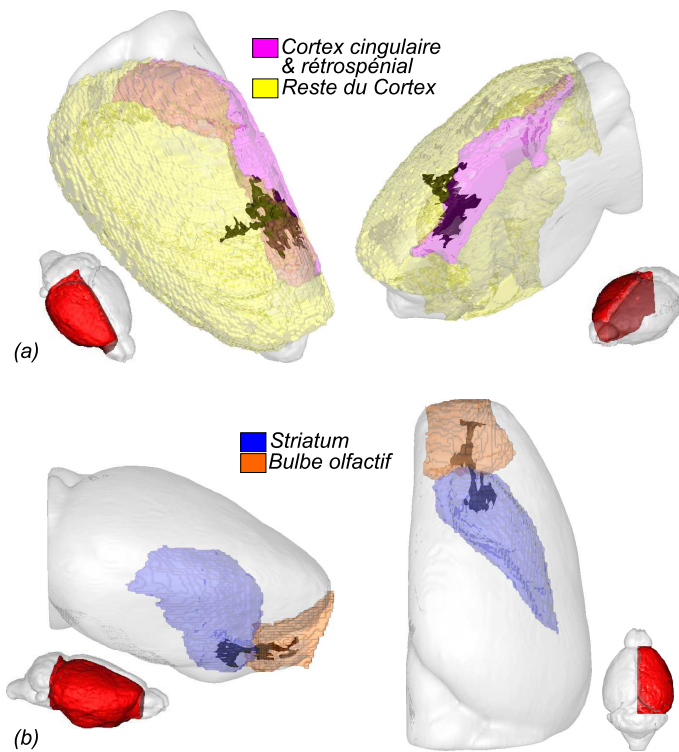 Cortex cingulaire
& rétrospénial
Reste du Cortex
(a)
Striatum
Bulbe olfactif
(b)